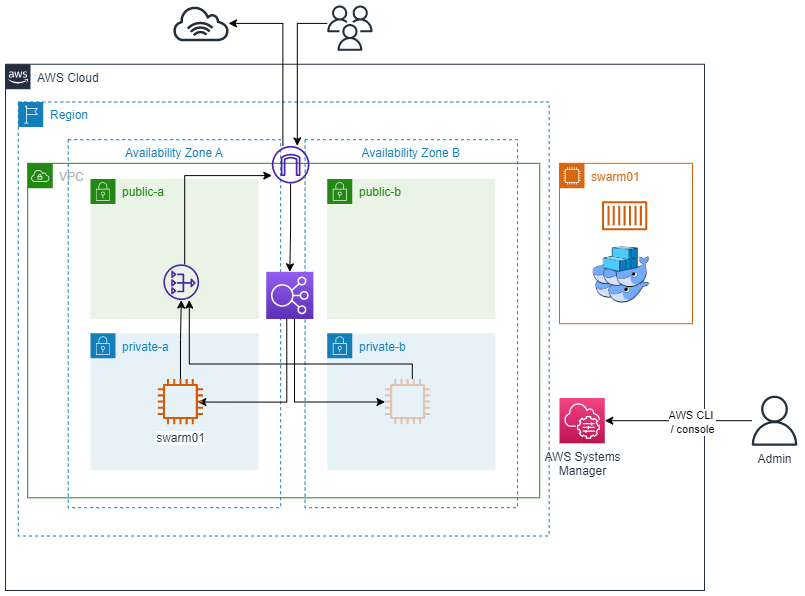 aws
AWS Cloud
Region
Availability Zone A
Availability Zone B
VPC
public-a
public-b
swarm01
private-a
private-b
swarm01
AWS CLI
/ console
AWS Systems
Manager
Admin